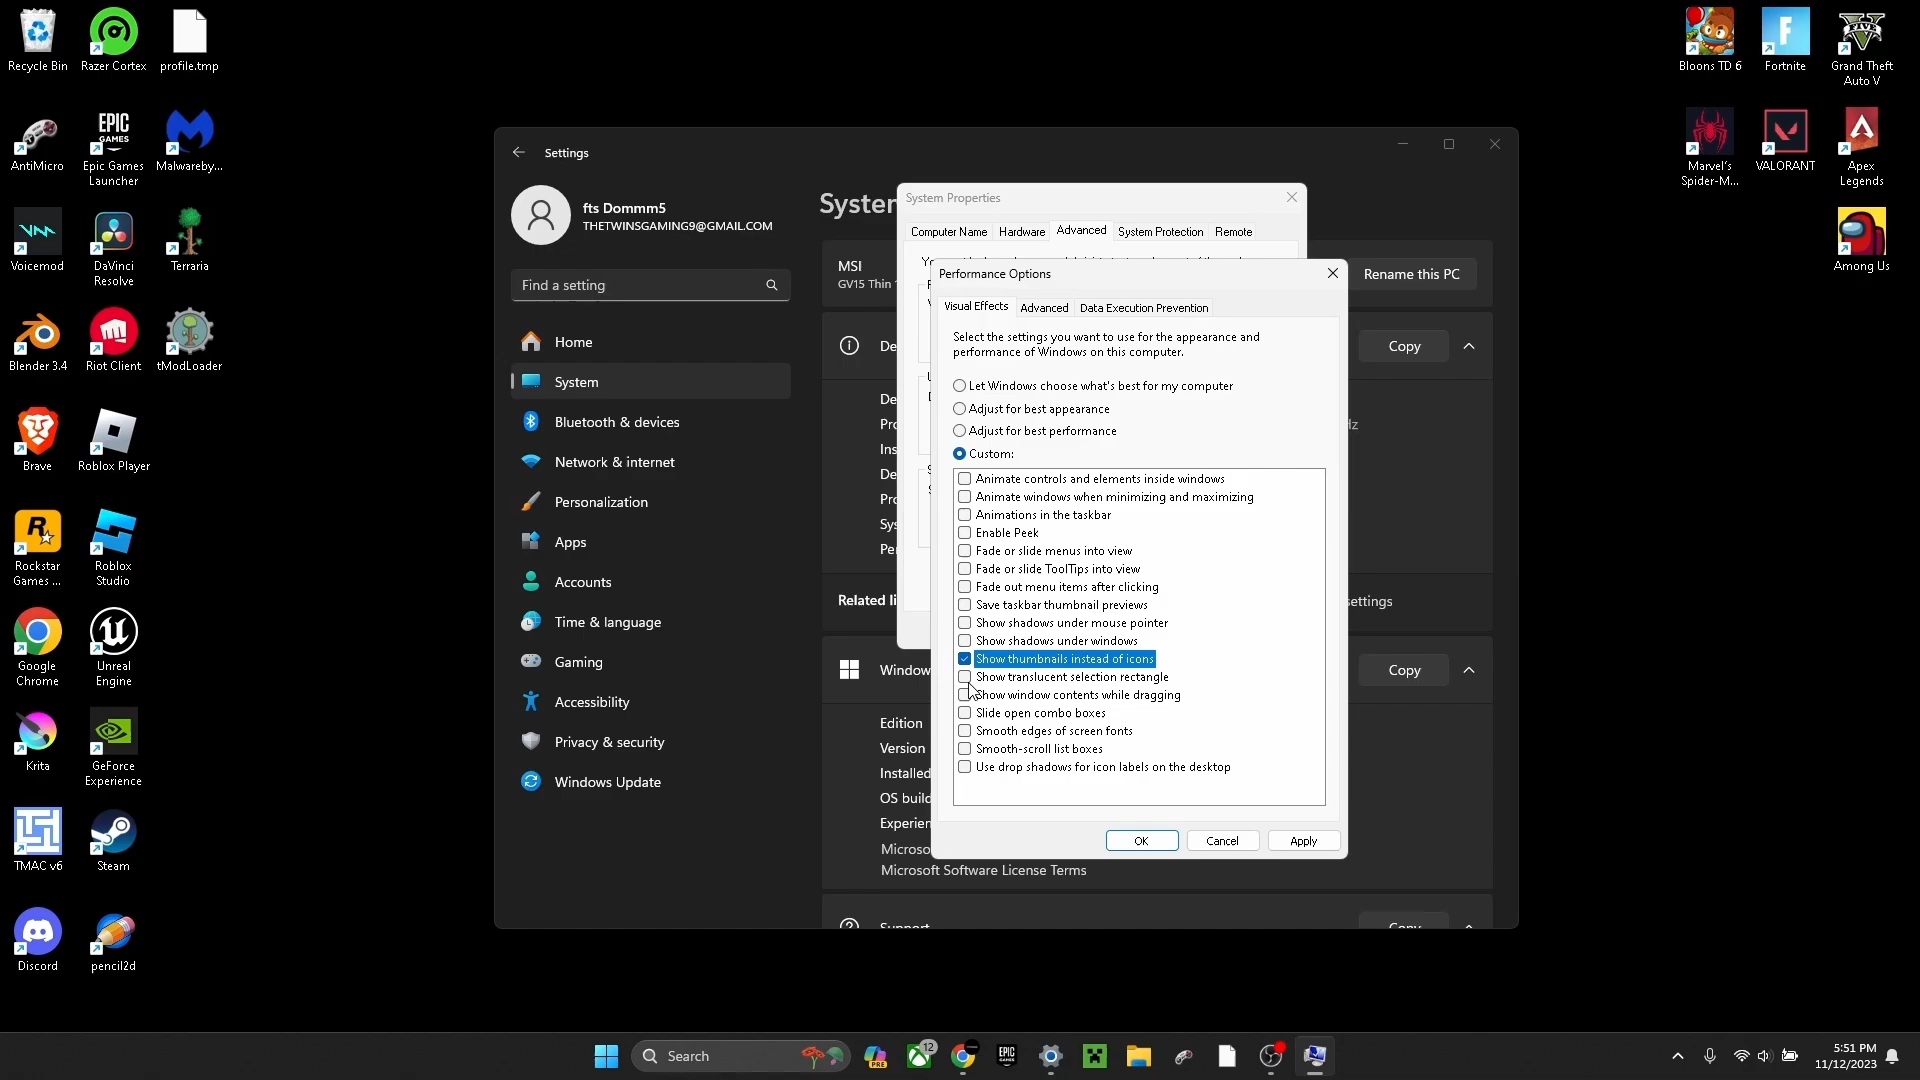 Recycle Bin
Razer Cortex
profile.tmp
AntiMicro
Epic Games
Launcher
Malwareby...
Voicemod
DaVinci
Resolve
Terraria
Blender 3.4
Riot Client
tModLoader
Brave
Roblox Player
Rockstar
Games ...
Roblox
Studio
Google
Chrome
Unreal
Engine
Krita
GeForce
Experience
TMAC v6
Steam
Discord
pencil2d
Bloons TD 6
Fortnite
Grand Theft
Auto V
Marvel's
Spider-M...
VALORANT
Apex
Legends
Among Us
Settings
fts Dommm5
THETWINSGAMING9@GMAIL.COM
Find a setting
Home
System
Bluetooth & devices
Network & internet
Personalization
Apps
Accounts
Time & language
Gaming
Accessibility
Privacy & security
Windows Update
MSI
GV15 Thin
Rename this PC
Copy
Related li
settings
Window
Copy
Edition
Version
Installed
OS build
Experien
Microso
Microsoft Software License Terms
Support
Copy
System Properties
Computer Name
Hardware
Advanced
System Protection
Remote
Performance Options
Visual Effects
Advanced
Data Execution Prevention
Select the settings you want to use for the appearance and
performance of Windows on this computer.
Let Windows choose what's best for my computer
Adjust for best appearance
Adjust for best performance
Custom:
Animate controls and elements inside windows
Animate windows when minimizing and maximizing
Animations in the taskbar
Enable Peek
Fade or slide menus into view
Fade or slide ToolTips into view
Fade out menu items after clicking
Save taskbar thumbnail previews
Show shadows under mouse pointer
Show shadows under windows
Show thumbnails instead of icons
Show translucent selection rectangle
Show window contents while dragging
Slide open combo boxes
Smooth edges of screen fonts
Smooth-scroll list boxes
Use drop shadows for icon labels on the desktop
OK
Cancel
Apply
Search
12
5:51 PM
11/12/2023